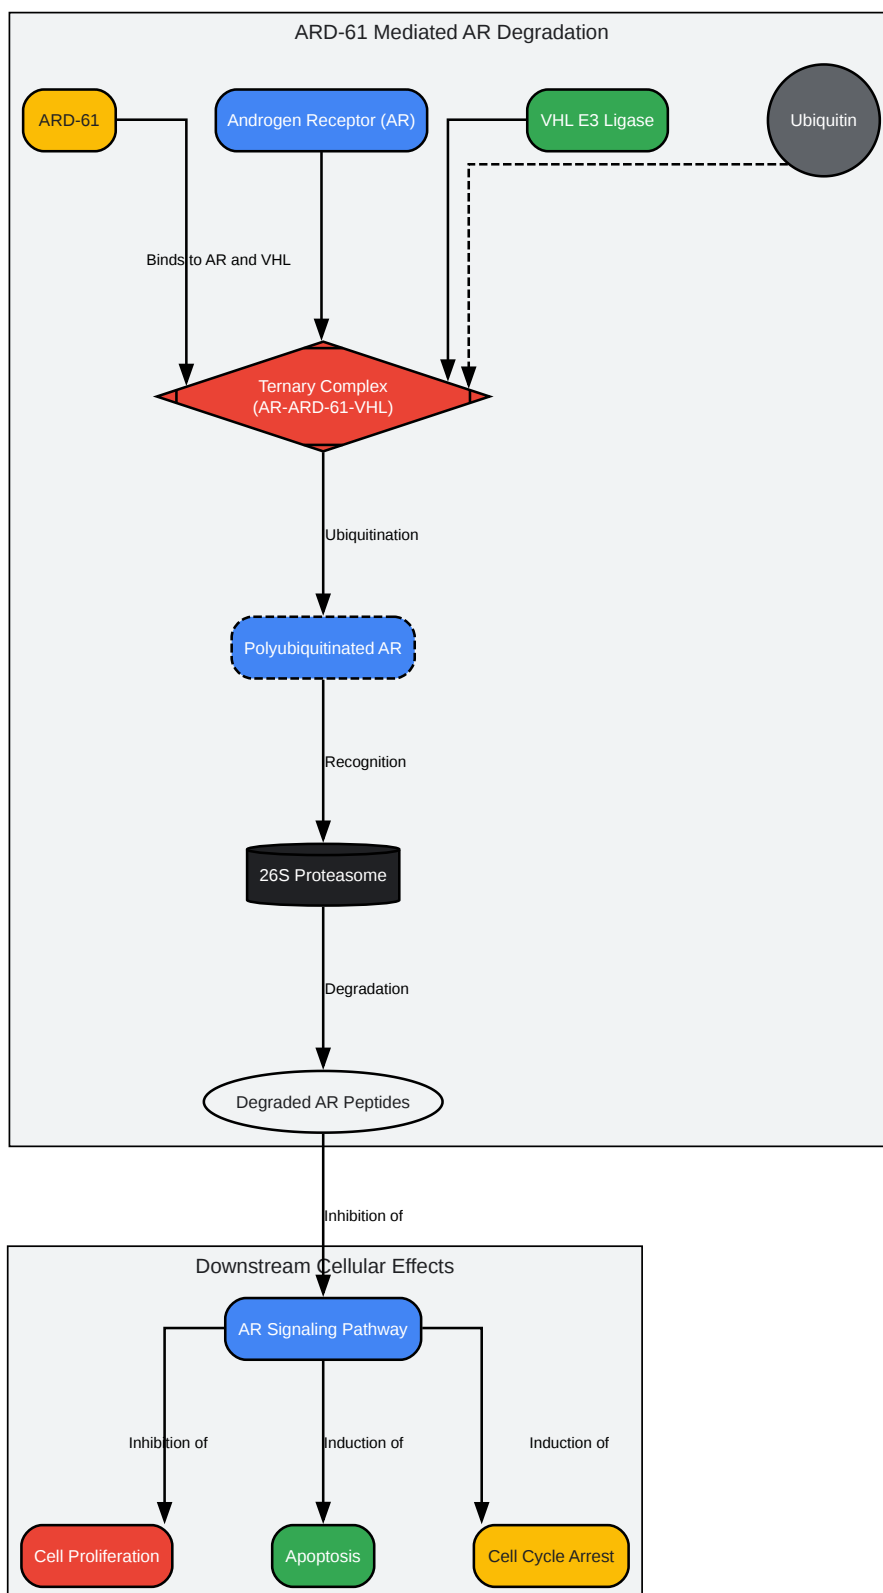 ARD-61 Mediated AR Degradation
ARD-61
Androgen Receptor (AR)
VHL E3 Ligase
Ubiquitin
Binds to AR and VHL
Ternary Complex
(AR-ARD-61-VHL)
Ubiquitination
Polyubiquitinated AR
Recognition
26S Proteasome
Degradation
Degraded AR Peptides
Inhibition of
Downstream Cellular Effects
AR Signaling Pathway
Inhibition of
Induction of
Induction of
Cell Proliferation
Apoptosis
Cell Cycle Arrest